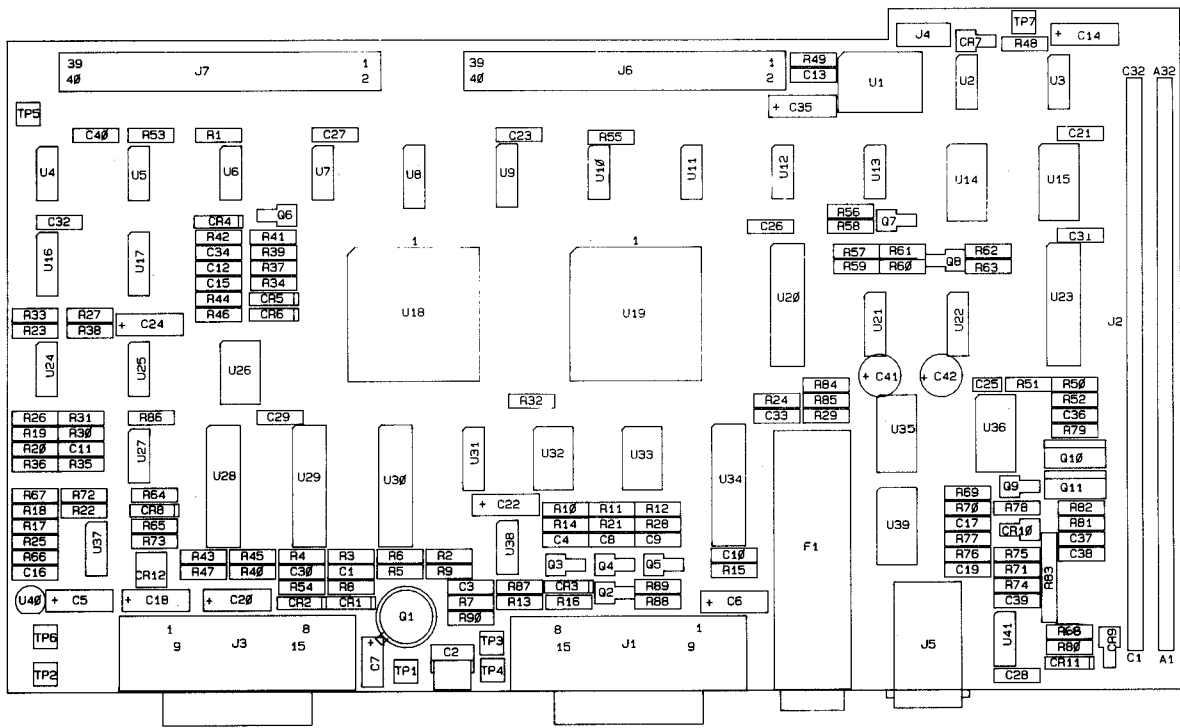 TP7
J4 CR7 R48 + C14
39 J7 1
40 2
39 J6 1
40 2
R49
C13
U1 U2 U3
C32 A32
+ C35
TP5
C40 R53 R1 C27 C23 R55 C21
U4 U5 U6 U7 U8 U9 U10 U11 U12 U13 U14 U15
C32 CR4 Q6 C26 R56 Q7
R58
C31
U16 U17
R42 R41
C34 R39
C12 R37
C15 R34
R44 CR5
R46 CR6
1 U18
1 U19
U20
R57 R61 Q8 R62
R59 R60 R63
U21 U22 U23
J2
R33 R27 + C24
R23 R38
U24 U25 U26
+ C41 + C42
R84 C25 R51 R50
R32 R24 R85 R52
C33 R29 C36
R79
R26 R31 R86 C29
R19 R30
R20 C11
R36 R35
U27 U28 U29 U30 U31 U32 U33 U34 U35 U36
Q10
Q11
R67 R72 R64
R18 R22 CR8
R17 R65
R25 R73
R66
C16
U37 CR12
+ C22
U38
R10 R11 R12
R14 R21 R28
C4 C8 C9
F1
U39
R69 Q9
R70 R78 R82
C17 CR10 R81
R77 C37
R76 R75 C38
C19 R71
R74
C39
R83
R43 R45 R4 R3 R6 R2
R47 R40 C30 C1 R5 R9
R54 R8
CR2 CR1
Q3 Q4 Q5
C10
R15
C3 R87 CR3 Q2 R89
R7 R13 R16 R88
R90
+ C6
U40 + C5 + C18 + C20
Q1
TP6
TP2
1 8
9 J3 15
+ C7
TP1
C2
TP3
TP4
8 1
15 J1 9
J5
U41
R68
R80
CR11
CR9
C28
C1 A1